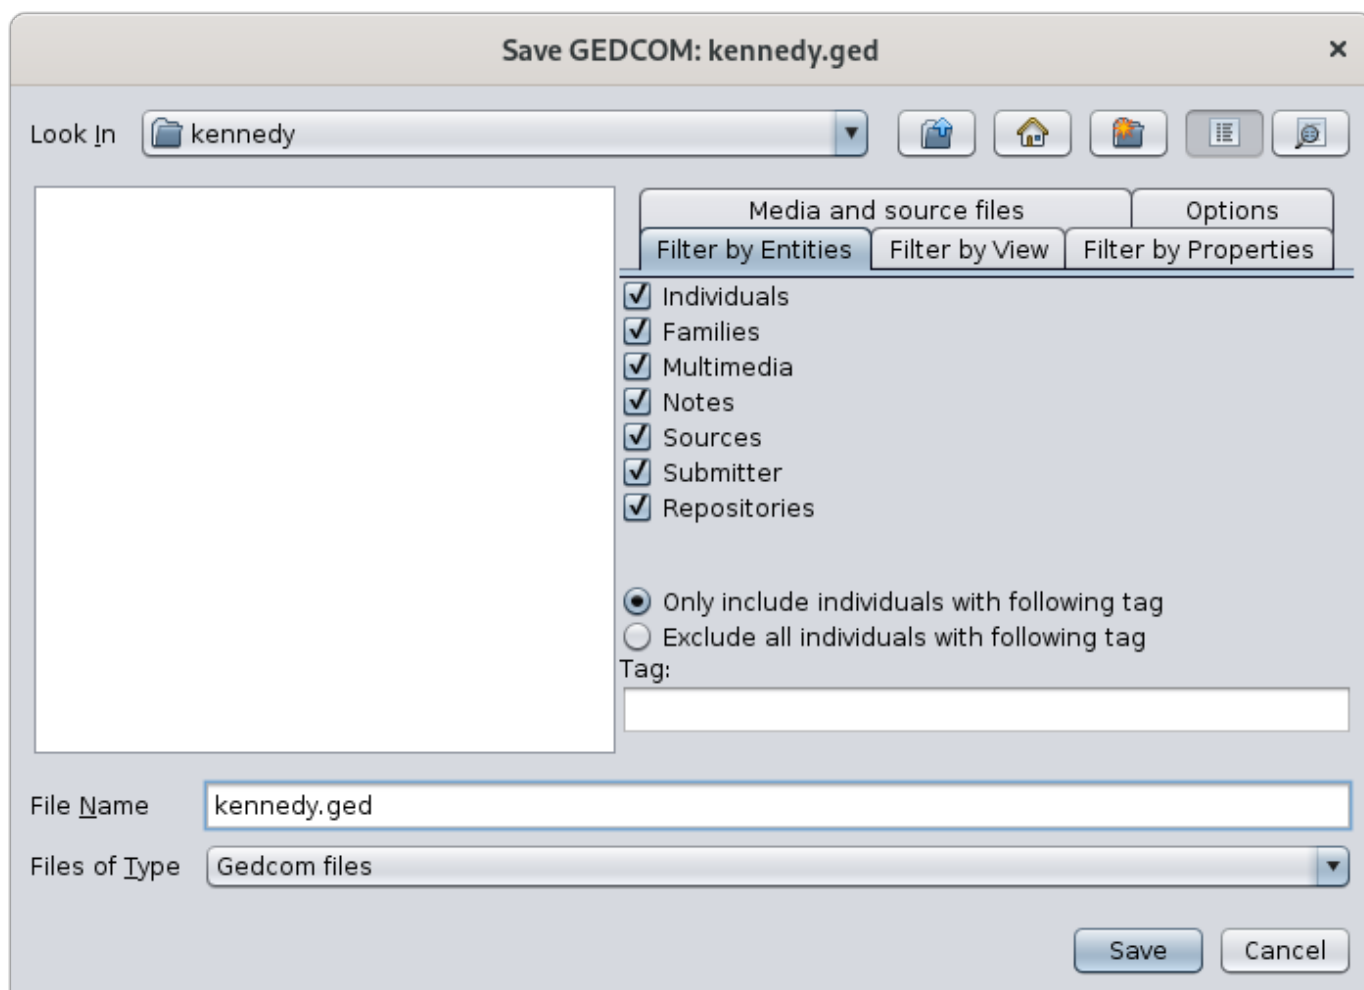 Save GEDCOM: kennedy.ged
Look In kennedy
Media and source files Options
Filter by Entities Filter by View Filter by Properties
Individuals
Families
Multimedia
Notes
Sources
Submitter
Repositories
Only include individuals with following tag
Exclude all individuals with following tag
Tag:
File Name kennedy.ged
Files of Type Gedcom files
Save Cancel